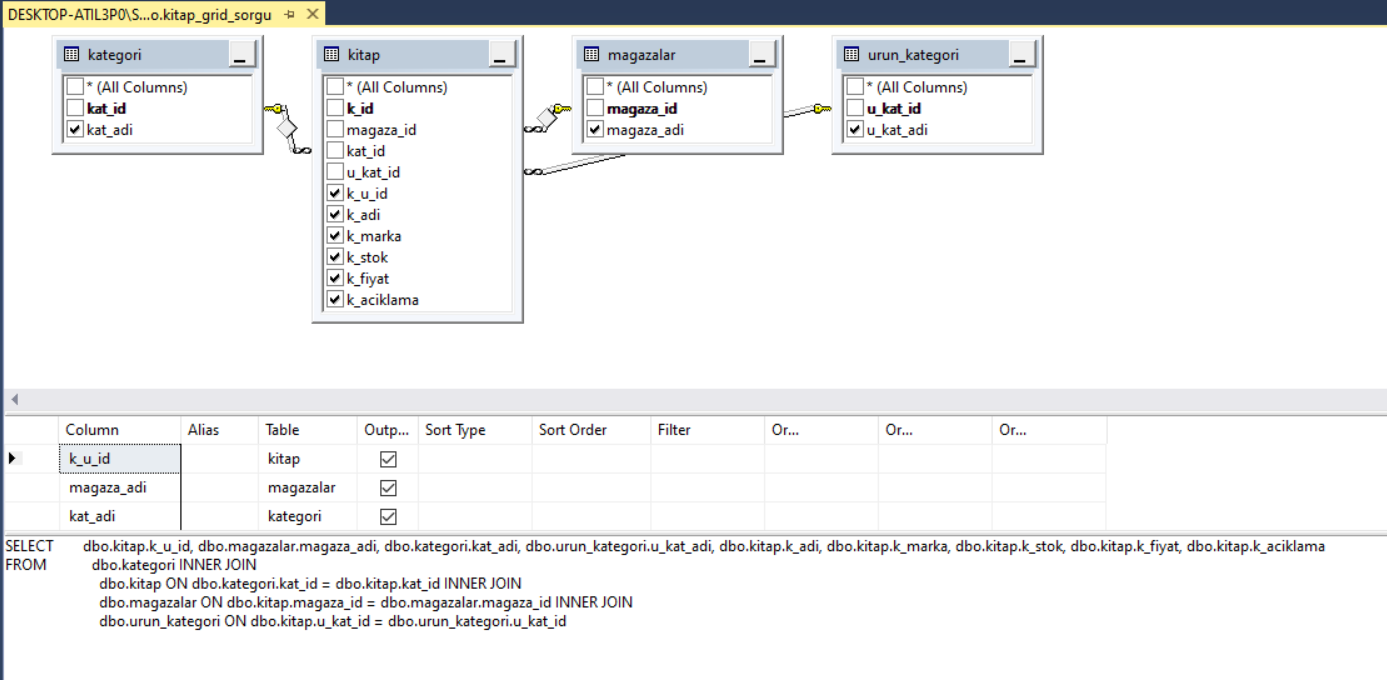 DESKTOP-ATIL3P0\S...o.kitap_grid_sorgu
kategori
* (All Columns)
kat_id
kat_adi
kitap
* (All Columns)
k_id
magaza_id
kat_id
u_kat_id
k_u_id
k_adi
k_marka
k_stok
k_fiyat
k_aciklama
magazalar
* (All Columns)
magaza_id
magaza_adi
urun_kategori
* (All Columns)
u_kat_id
u_kat_adi
Column Alias Table Outp... Sort Type Sort Order Filter Or... Or... Or...
k_u_id kitap
magaza_adi magazalar
kat_adi kategori
SELECT dbo.kitap.k_u_id, dbo.magazalar.magaza_adi, dbo.kategori.kat_adi, dbo.urun_kategori.u_kat_adi, dbo.kitap.k_adi, dbo.kitap.k_marka, dbo.kitap.k_stok, dbo.kitap.k_fiyat, dbo.kitap.k_aciklama
FROM dbo.kategori INNER JOIN
dbo.kitap ON dbo.kategori.kat_id = dbo.kitap.kat_id INNER JOIN
dbo.magazalar ON dbo.kitap.magaza_id = dbo.magazalar.magaza_id INNER JOIN
dbo.urun_kategori ON dbo.kitap.u_kat_id = dbo.urun_kategori.u_kat_id